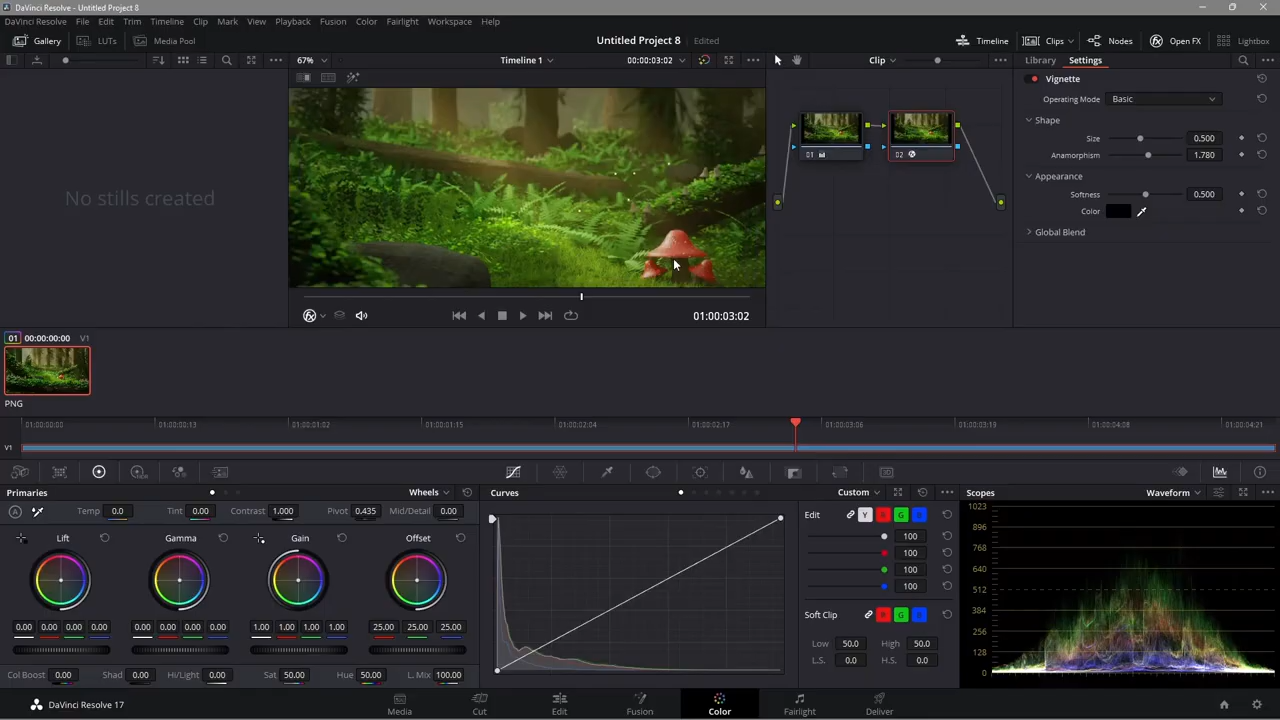 DaVinci Resolve - Untitled Project 8
DaVinci Resolve File Edit Trim Timeline Clip Mark View Playback Fusion Color Fairlight Workspace Help
Gallery LUTs Media Pool Untitled Project 8 Edited Timeline Clips Nodes Open FX Lightbox
67% Timeline 1 00:00:03:02 Clip Library Settings
Vignette
Operating Mode Basic
Shape
Size 0.500
Anamorphism 1.780
01 02
Appearance
Softness 0.500
Color
Global Blend
No stills created
01:00:03:02
01 00:00:00:00 V1
PNG
01:00:00:00 01:00:00:13 01:00:01:02 01:00:01:15 01:00:02:04 01:00:02:17 01:00:03:06 01:00:03:19 01:00:04:08 01:00:04:21
V1
Primaries Wheels Curves Custom Scopes Waveform
A Temp 0.0 Tint 0.00 Contrast 1.000 Pivot 0.435 Mid/Detail 0.00
Lift Gamma Gain Offset
0.00 0.00 0.00 0.00 0.00 0.00 0.00 0.00 1.00 1.00 1.00 1.00 25.00 25.00 25.00
Col Boost 0.00 Shad 0.00 Hi/Light 0.00 Sat 50.00 Hue 50.00 L. Mix 100.00
Edit Y R G B
100
100
100
100
Soft Clip R G B
Low 50.0 High 50.0
L.S. 0.0 H.S. 0.0
1023
896
768
640
512
384
256
128
0
DaVinci Resolve 17 Media Cut Edit Fusion Color Fairlight Deliver